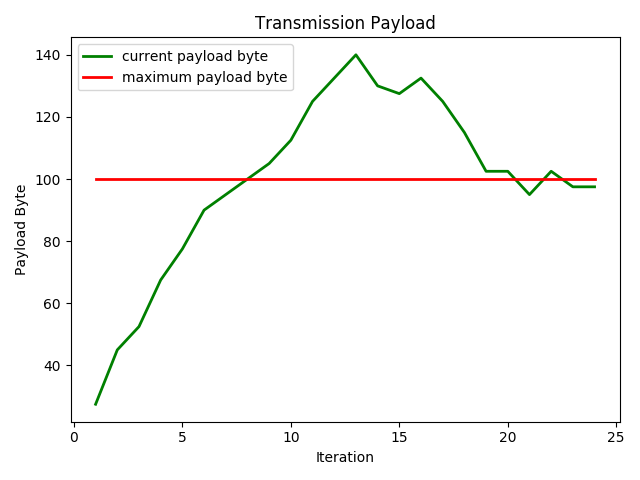 Transmission Payload
current payload byte
maximum payload byte
140
120
100
80
60
40
Payload Byte
0 5 10 15 20 25
Iteration